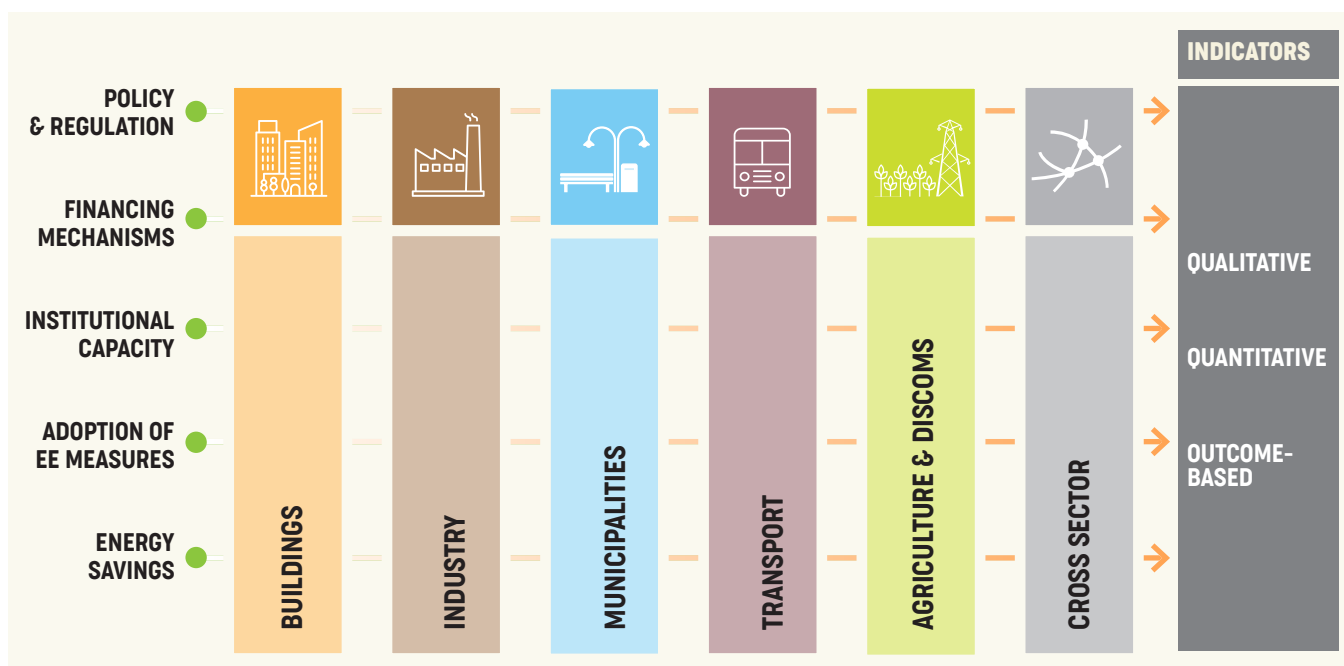 INDICATORS
POLICY
& REGULATION
FINANCING
MECHANISMS
INSTITUTIONAL
CAPACITY
ADOPTION OF
EE MEASURES
ENERGY
SAVINGS
BUILDINGS
INDUSTRY
MUNICIPALITIES
TRANSPORT
AGRICULTURE & DISCOMS
CROSS SECTOR
QUALITATIVE
QUANTITATIVE
OUTCOME-
BASED